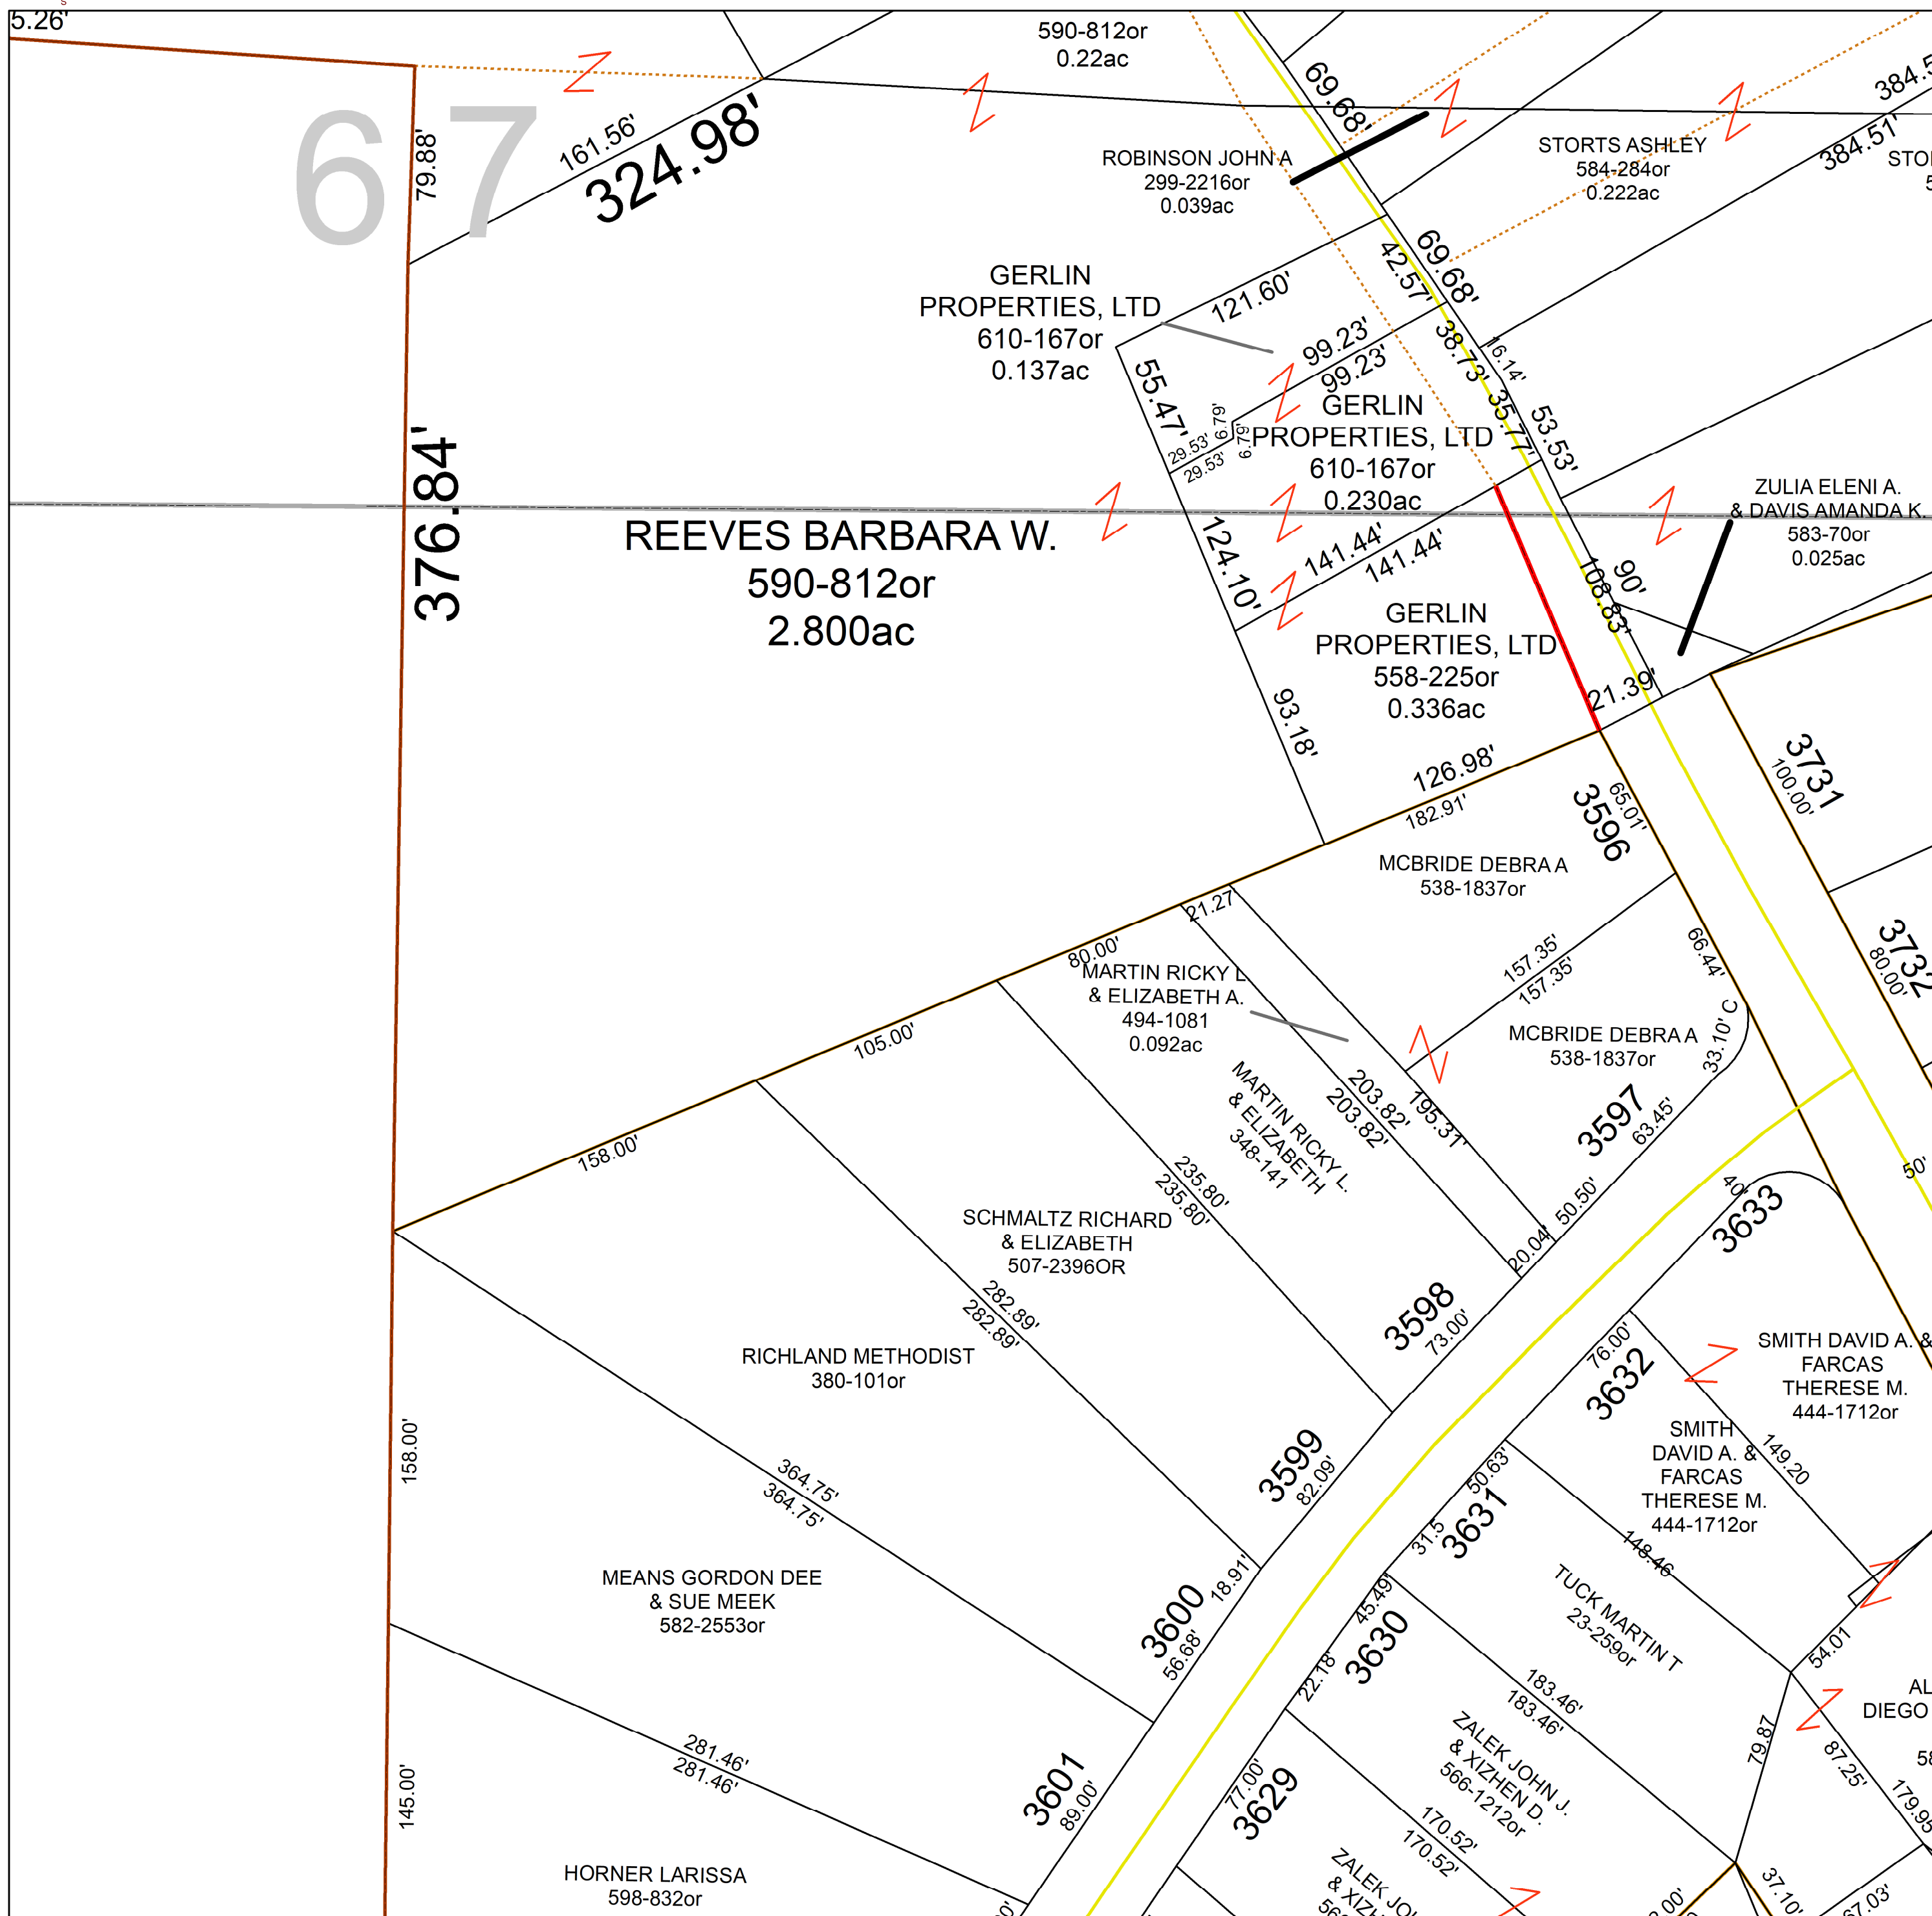 5.26'
67
79.88'
161.56'
324.98'
590-812or
0.22ac
69.68'
ROBINSON JOHN A
299-2216or
0.039ac
STORTS ASHLEY
584-284or
0.222ac
384.51'
GERLIN
PROPERTIES, LTD
610-167or
0.137ac
121.60'
42.57'
69.68'
99.23'
99.23'
38.73'
16.14'
35.77'
53.53'
55.47'
29.53'
29.53'
9.79'
9.79'
GERLIN
PROPERTIES, LTD
610-167or
0.230ac
376.84'
REEVES BARBARA W.
590-812or
2.800ac
124.10'
141.44'
141.44'
ZULIA ELENI A.
& DAVIS AMANDA K.
583-70or
0.025ac
90'
108.83'
GERLIN
PROPERTIES, LTD
558-225or
0.336ac
21.39'
93.18'
126.98'
182.91'
3596
65.01'
3731
100.00'
MCBRIDE DEBRA A
538-1837or
3732
80.00'
21.27'
80.00'
157.35'
157.35'
66.44'
MARTIN RICKY L
& ELIZABETH A.
494-1081
0.092ac
MCBRIDE DEBRA A
538-1837or
33.10' C
105.00'
MARTIN RICKY L.
& ELIZABETH
348-141
203.82'
203.82'
195.31'
3597
63.45'
158.00'
235.80'
235.80'
50.50'
20.04'
40'
3633
50'
SCHMALTZ RICHARD
& ELIZABETH
507-2396OR
282.89'
282.89'
3598
73.00'
RICHLAND METHODIST
380-101or
76.00'
3632
SMITH DAVID A. &
FARCAS
THERESE M.
444-1712or
SMITH
DAVID A. &
FARCAS
THERESE M.
444-1712or
149.20
158.00'
364.75'
364.75'
3599
82.09'
50.63'
3631
31.5
148.46
MEANS GORDON DEE
& SUE MEEK
582-2553or
18.91'
3600
56.68'
45.49'
3630
22.18'
TUCK MARTIN T
23-259or
54.01
183.46'
183.46'
79.87
87.25'
179.95
DIEGO
145.00'
281.46'
281.46'
3601
89.00'
77.00'
3629
ZALEK JOHN J.
& XIZHEN D.
566-1212or
170.52'
170.52'
37.10'
HORNER LARISSA
598-832or